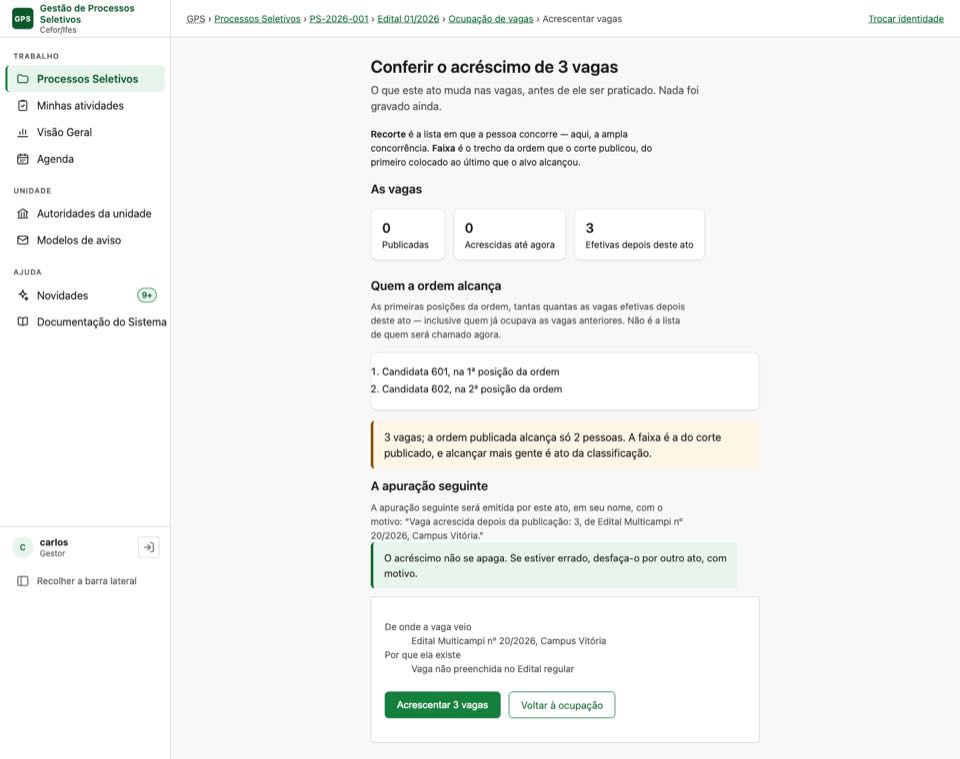 GPS
Gestão de Processos
Seletivos
Cefor/Ifes
GPS › Processos Seletivos › PS-2026-001 › Edital 01/2026 › Ocupação de vagas › Acrescentar vagas
Trocar identidade
TRABALHO
Processos Seletivos
Minhas atividades
Visão Geral
Agenda
UNIDADE
Autoridades da unidade
Modelos de aviso
AJUDA
Novidades
9+
Documentação do Sistema
C
carlos
Gestor
Recolher a barra lateral
Conferir o acréscimo de 3 vagas
O que este ato muda nas vagas, antes de ele ser praticado. Nada foi
gravado ainda.
Recorte é a lista em que a pessoa concorre — aqui, a ampla
concorrência. Faixa é o trecho da ordem que o corte publicou, do
primeiro colocado ao último que o alvo alcançou.
As vagas
0
Publicadas
0
Acrescidas até agora
3
Efetivas depois deste ato
Quem a ordem alcança
As primeiras posições da ordem, tantas quantas as vagas efetivas depois
deste ato — inclusive quem já ocupava as vagas anteriores. Não é a lista
de quem será chamado agora.
1. Candidata 601, na 1ª posição da ordem
2. Candidata 602, na 2ª posição da ordem
3 vagas; a ordem publicada alcança só 2 pessoas. A faixa é a do corte
publicado, e alcançar mais gente é ato da classificação.
A apuração seguinte
A apuração seguinte será emitida por este ato, em seu nome, com o
motivo: "Vaga acrescida depois da publicação: 3, de Edital Multicampi nº
20/2026, Campus Vitória."
O acréscimo não se apaga. Se estiver errado, desfaça-o por outro ato, com
motivo.
De onde a vaga veio
Edital Multicampi nº 20/2026, Campus Vitória
Por que ela existe
Vaga não preenchida no Edital regular
Acrescentar 3 vagas
Voltar à ocupação